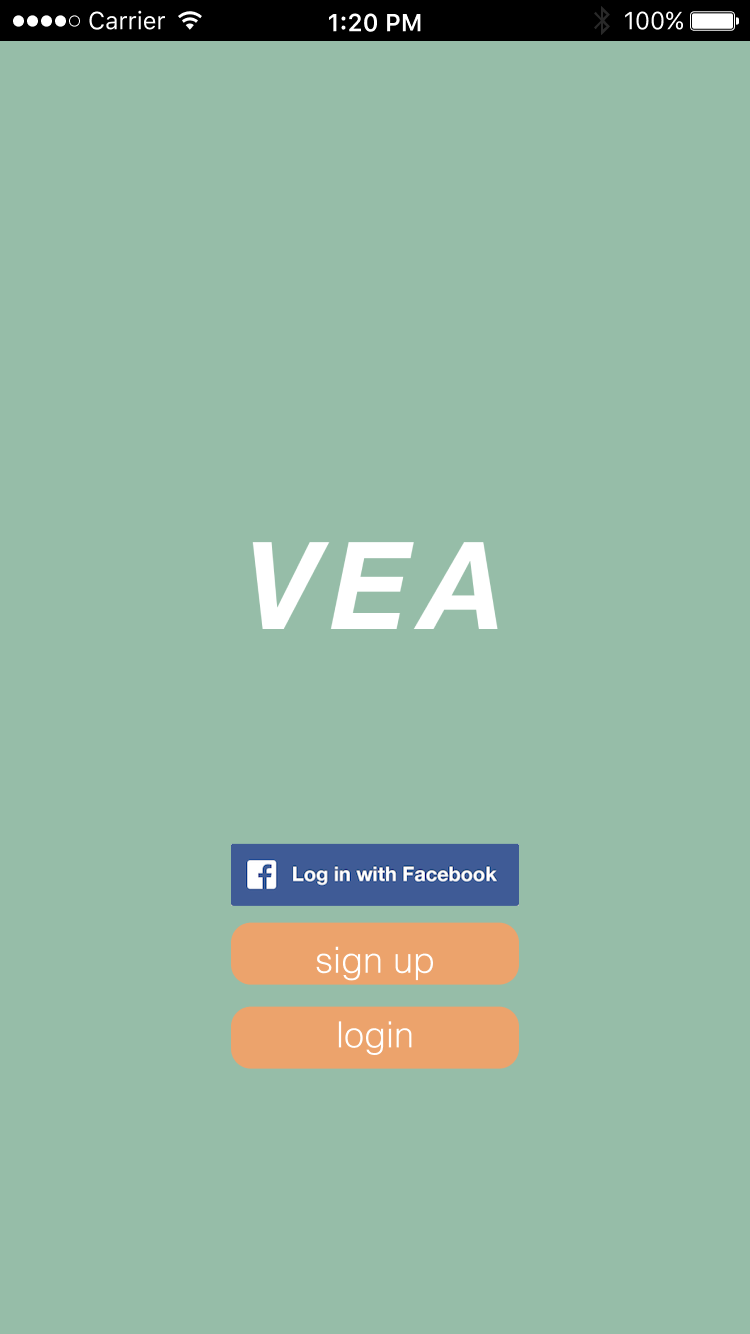 Carrier 1:20 PM 100%
VEA
Log in with Facebook
sign up
login